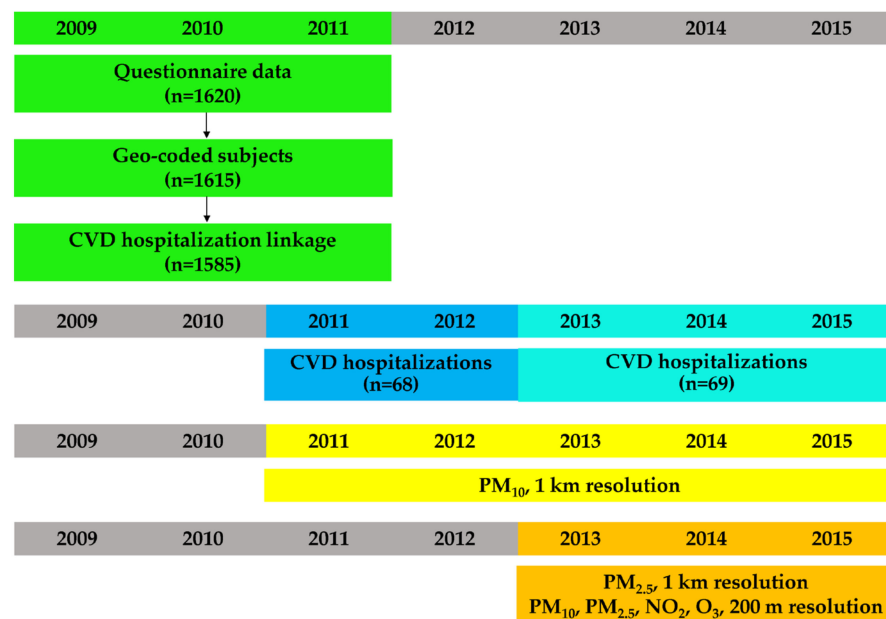 2009 2010 2011 2012 2013 2014 2015
Questionnaire data
(n=1620)
Geo-coded subjects
(n=1615)
CVD hospitalization linkage
(n=1585)
2009 2010 2011 2012 2013 2014 2015
CVD hospitalizations
(n=68)
CVD hospitalizations
(n=69)
2009 2010 2011 2012 2013 2014 2015
PM₁₀, 1 km resolution
2009 2010 2011 2012 2013 2014 2015
PM₂.₅, 1 km resolution
PM₁₀, PM₂.₅, NO₂, O₃, 200 m resolution